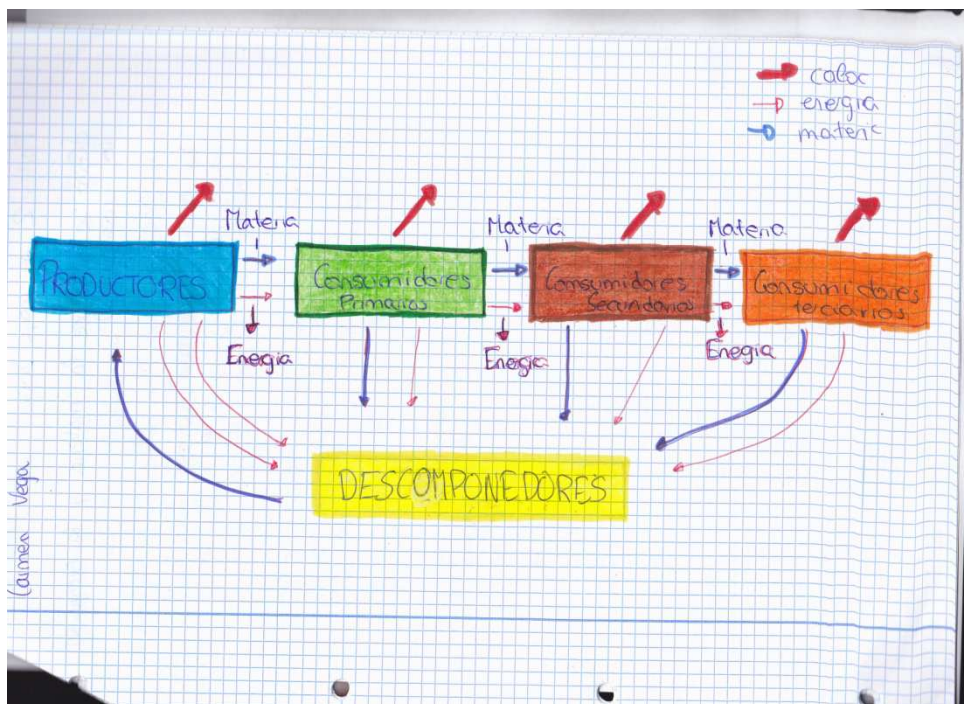 calor
energia
materia
Materia
Materia
Materia
PRODUCTORES
Consumidores
Primarios
Consumidores
Secundarios
Consumidores
terciarios
Energia
Energia
Energia
DESCOMPONEDORES
Carmen Vega